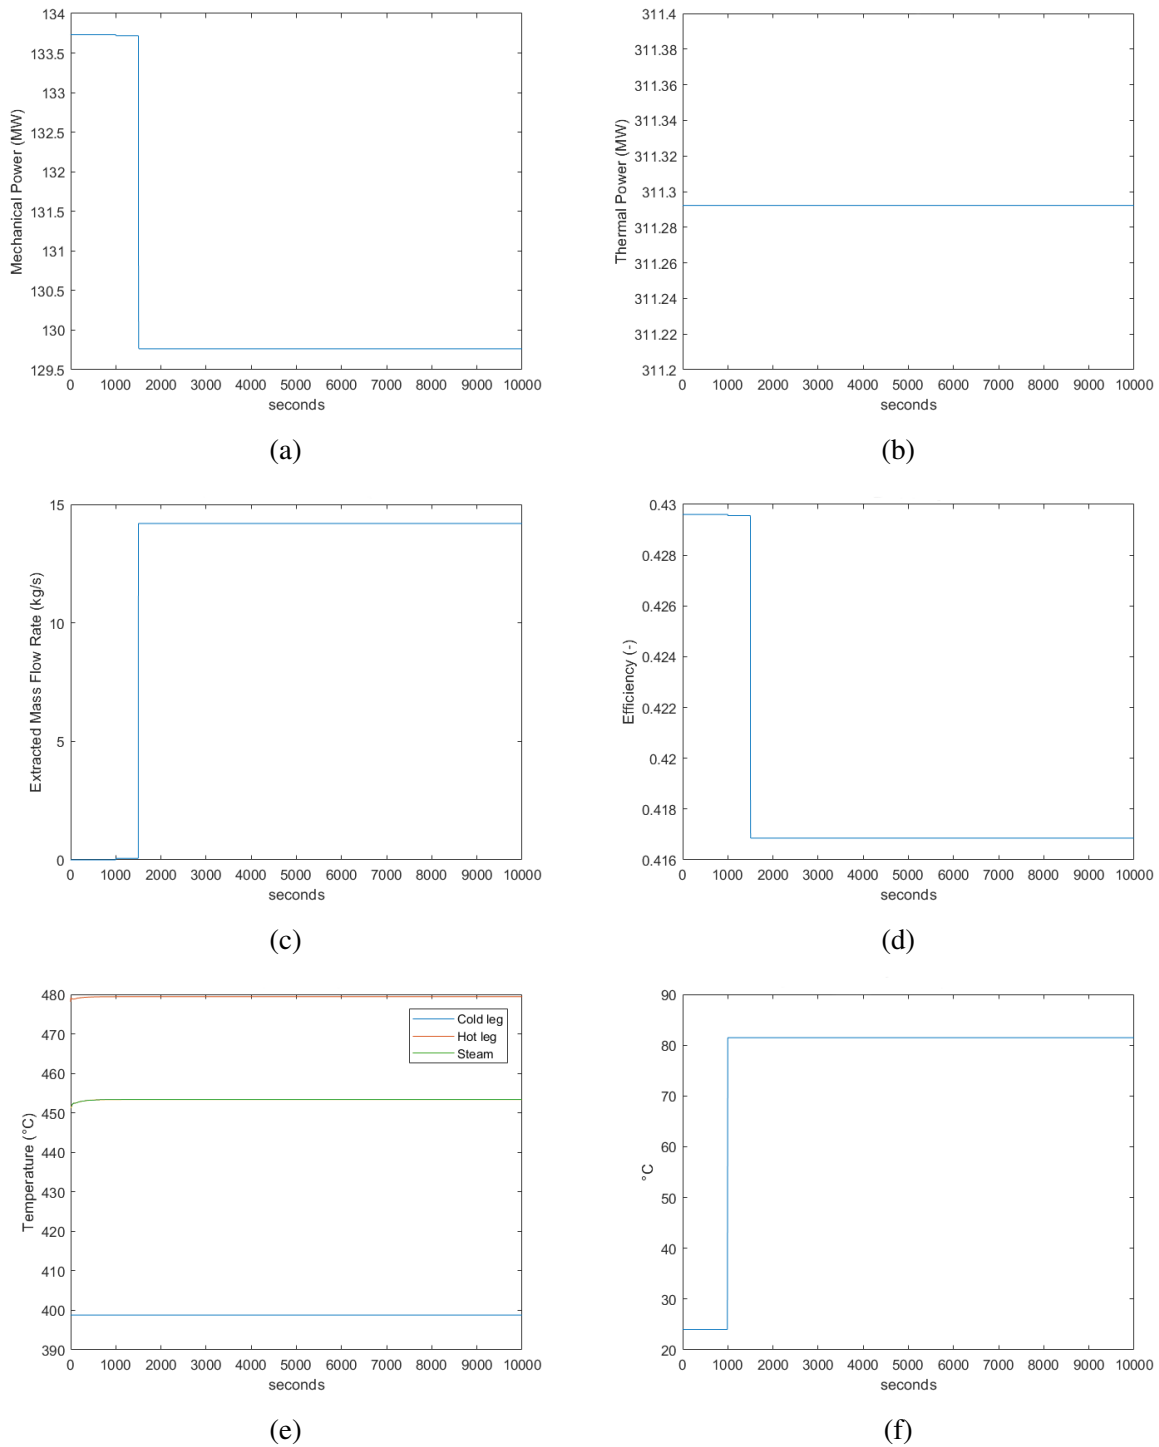 Mechanical Power (MW)
134
133.5
133
132.5
132
131.5
131
130.5
130
129.5
0 1000 2000 3000 4000 5000 6000 7000 8000 9000 10000
seconds
(a)
Thermal Power (MW)
311.4
311.38
311.36
311.34
311.32
311.3
311.28
311.26
311.24
311.22
311.2
0 1000 2000 3000 4000 5000 6000 7000 8000 9000 10000
seconds
(b)
Extracted Mass Flow Rate (kg/s)
15
10
5
0
0 1000 2000 3000 4000 5000 6000 7000 8000 9000 10000
seconds
(c)
Efficiency (-)
0.43
0.428
0.426
0.424
0.422
0.42
0.418
0.416
0 1000 2000 3000 4000 5000 6000 7000 8000 9000 10000
seconds
(d)
Temperature (°C)
480
470
460
450
440
430
420
410
400
390
Cold leg
Hot leg
Steam
0 1000 2000 3000 4000 5000 6000 7000 8000 9000 10000
seconds
(e)
°C
90
80
70
60
50
40
30
20
0 1000 2000 3000 4000 5000 6000 7000 8000 9000 10000
seconds
(f)